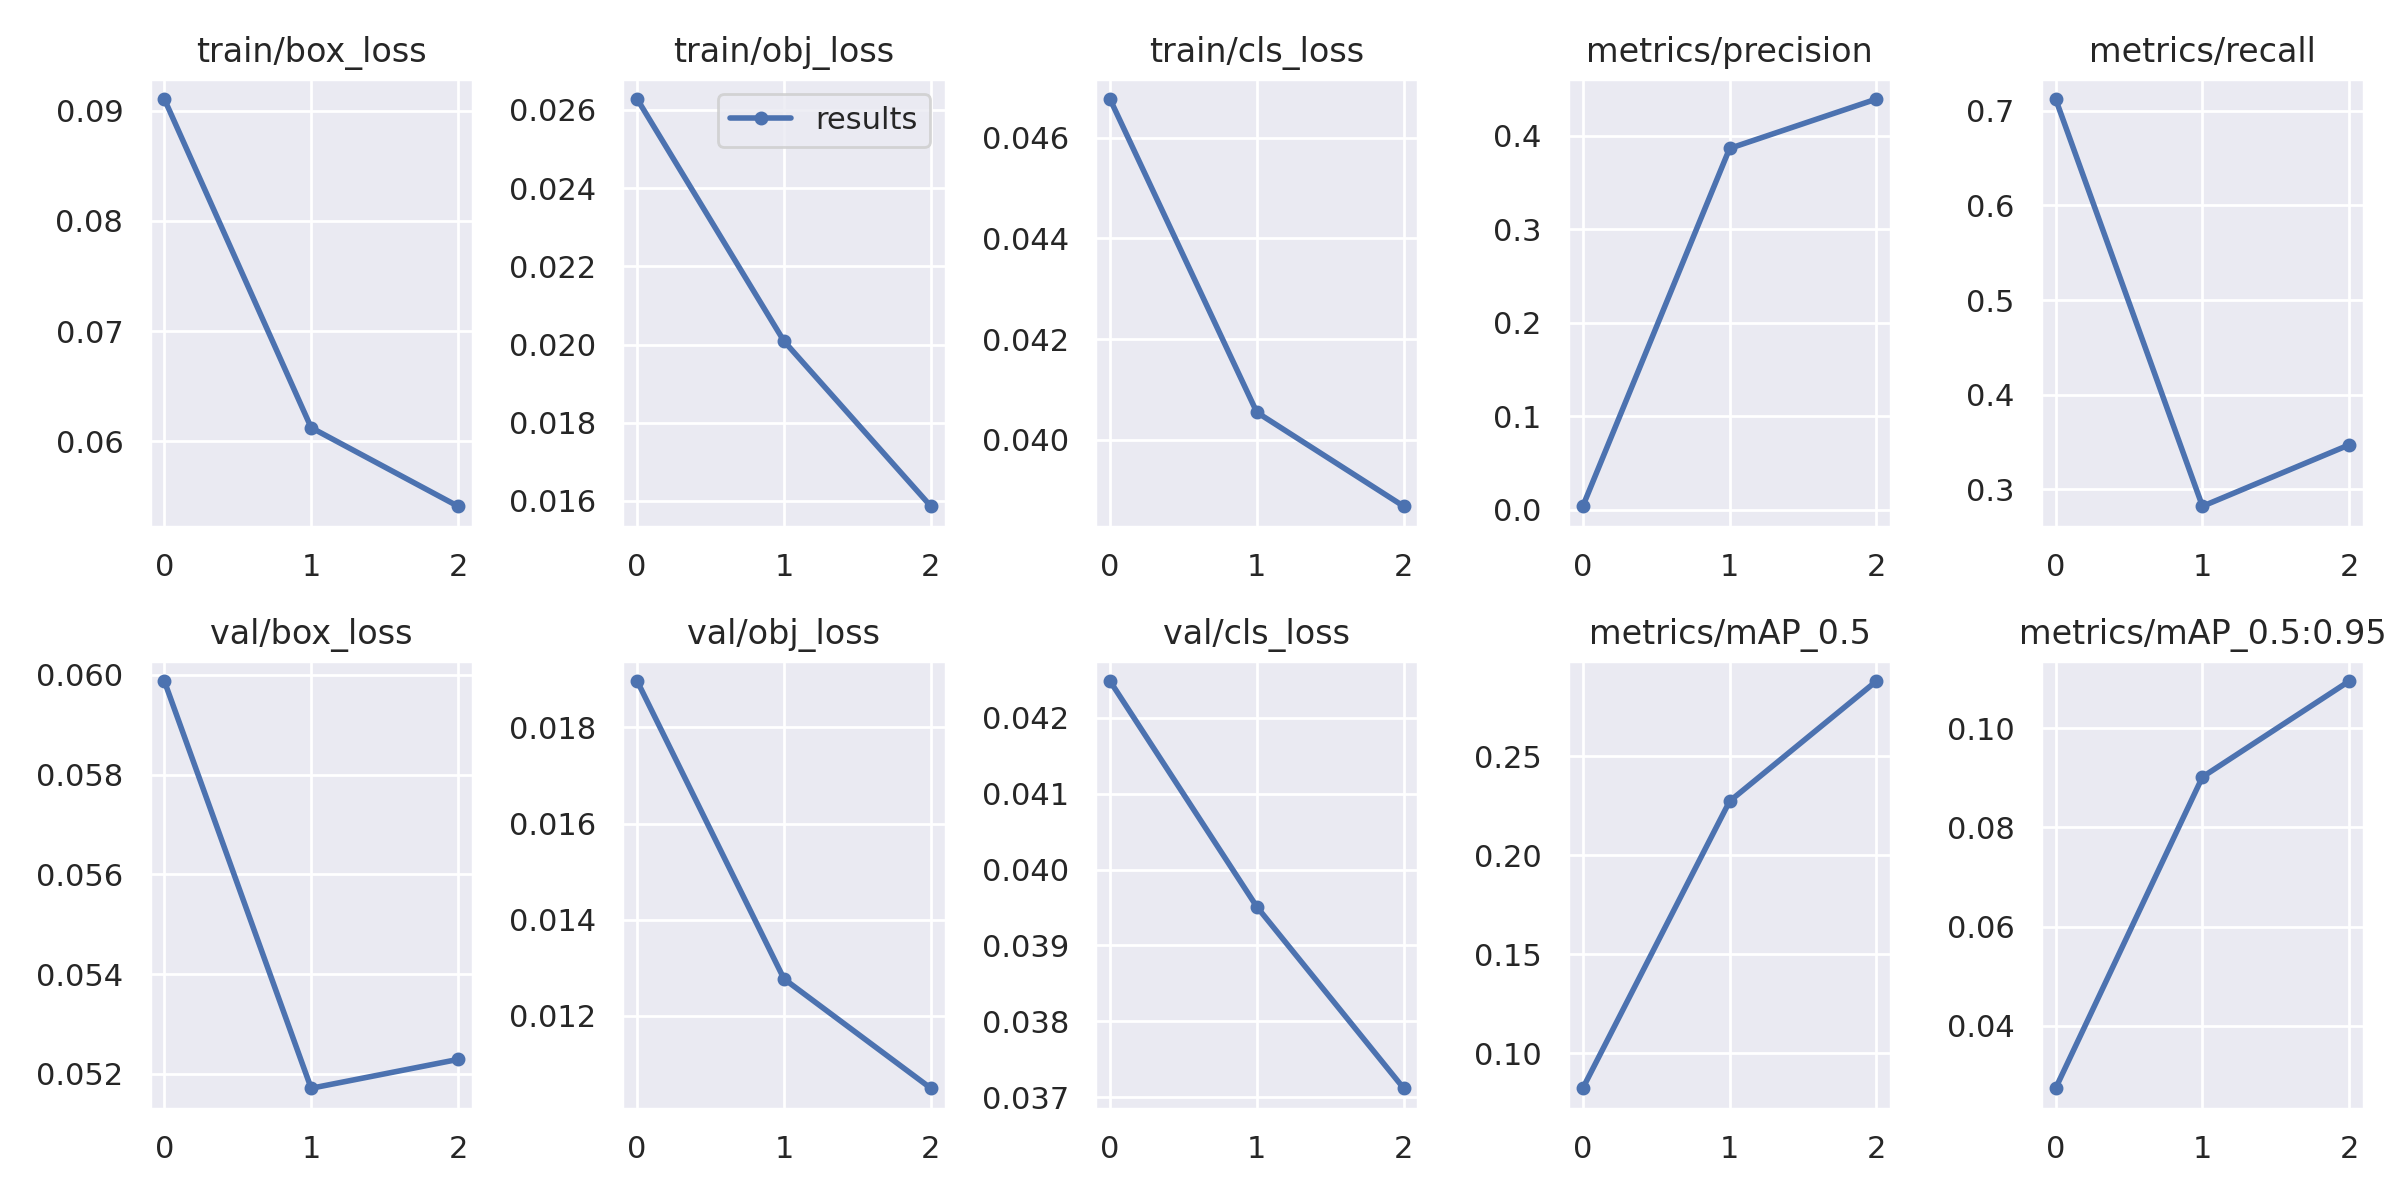 train/box_loss
0.09
0.08
0.07
0.06
0 1 2
train/obj_loss
results
0.026
0.024
0.022
0.020
0.018
0.016
0 1 2
train/cls_loss
0.046
0.044
0.042
0.040
0 1 2
metrics/precision
0.4
0.3
0.2
0.1
0.0
0 1 2
metrics/recall
0.7
0.6
0.5
0.4
0.3
0 1 2
val/box_loss
0.060
0.058
0.056
0.054
0.052
0 1 2
val/obj_loss
0.018
0.016
0.014
0.012
0 1 2
val/cls_loss
0.042
0.041
0.040
0.039
0.038
0.037
0 1 2
metrics/mAP_0.5
0.25
0.20
0.15
0.10
0 1 2
metrics/mAP_0.5:0.95
0.10
0.08
0.06
0.04
0 1 2